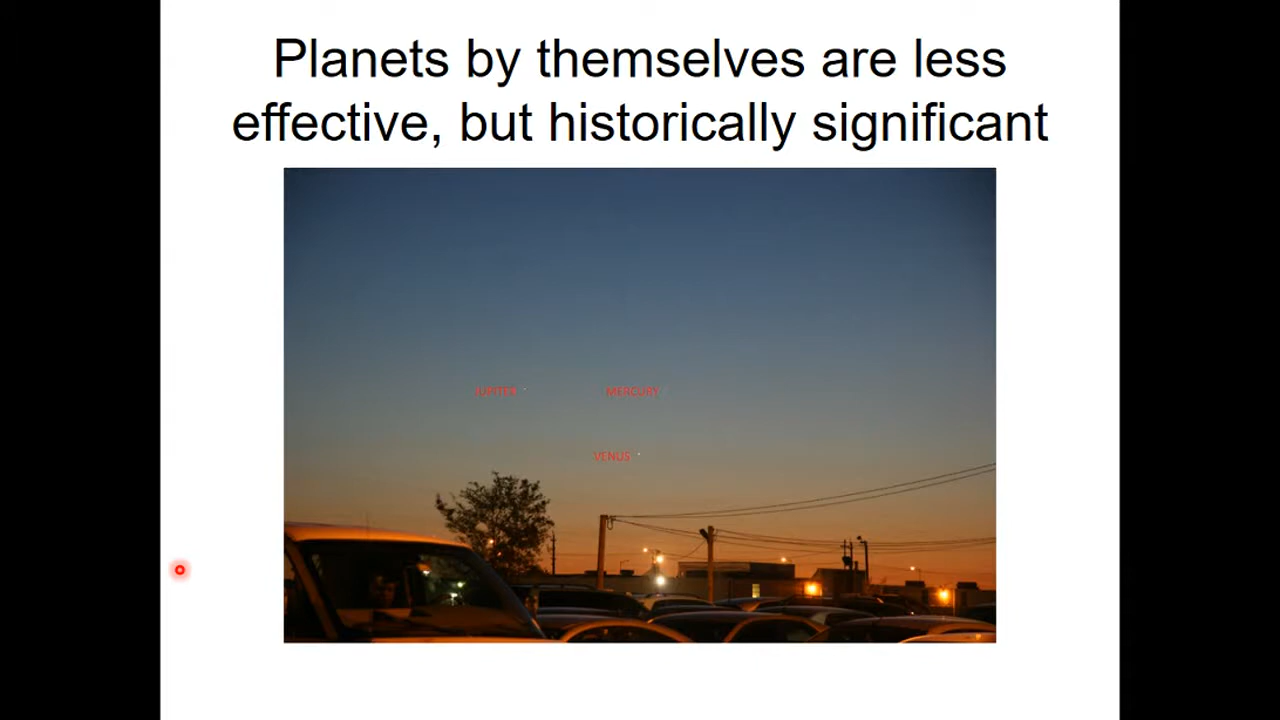 Planets by themselves are less
effective, but historically significant
JUPITER
MERCURY
VENUS